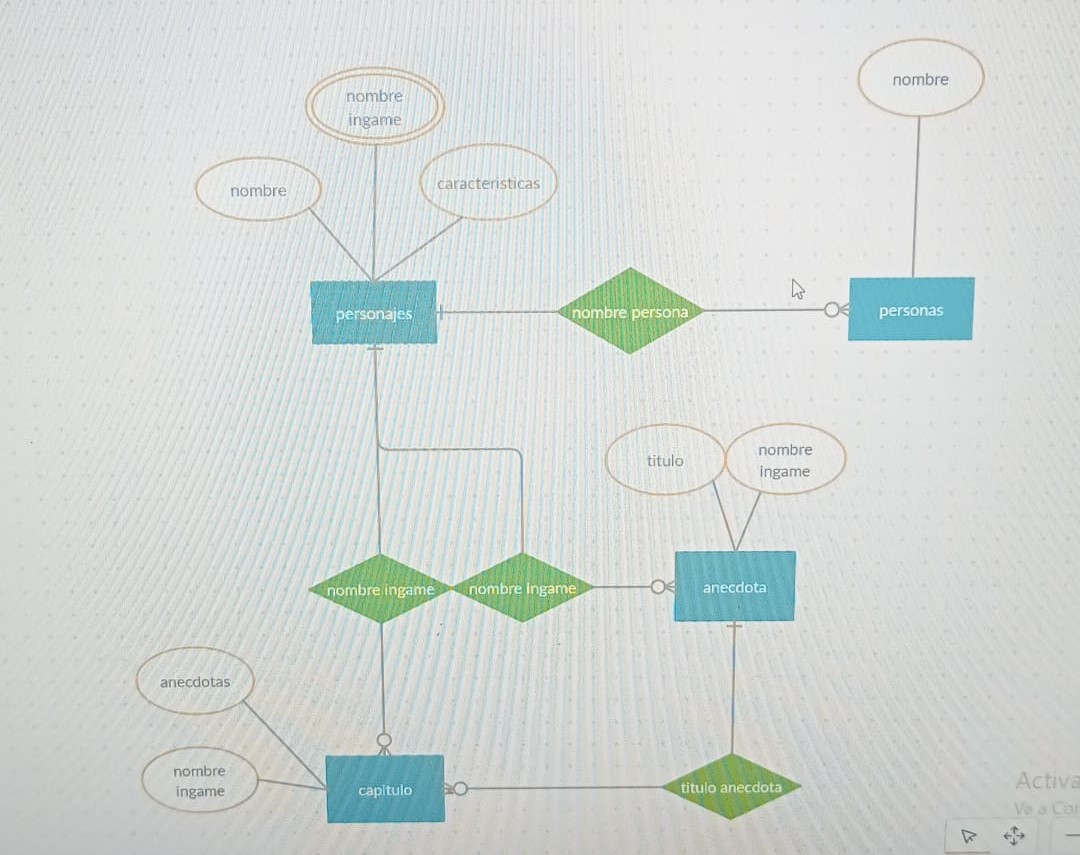 nombre
nombre
ingame
nombre
caracteristicas
personajes
nombre persona
personas
titulo
nombre
ingame
nombre ingame
nombre ingame
anecdota
anecdotas
nombre
ingame
capitulo
titulo anecdota
Activa
Ve a Con